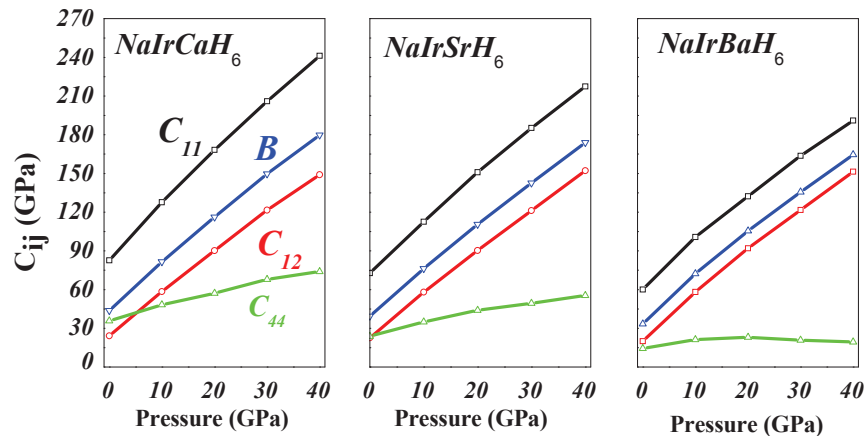 NaIrCaH6
NaIrSrH6
NaIrBaH6
C11
B
C12
C44
Cij (GPa)
270
240
210
180
150
120
90
60
30
0
0 10 20 30 40
0 10 20 30 40
0 10 20 30 40
Pressure (GPa)
Pressure (GPa)
Pressure (GPa)